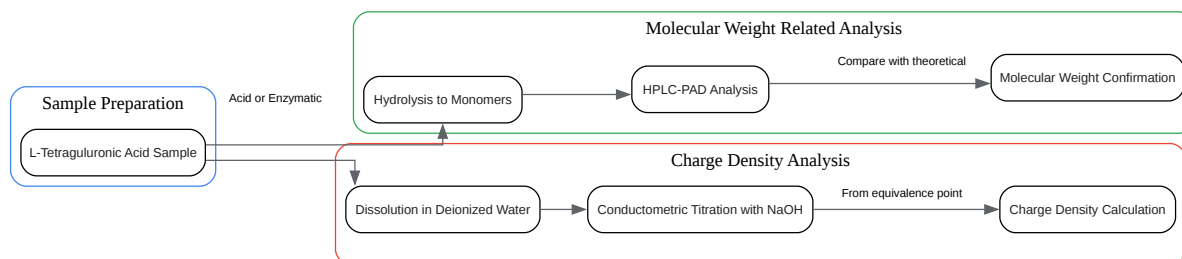 Molecular Weight Related Analysis
Compare with theoretical
Hydrolysis to Monomers
HPLC-PAD Analysis
Molecular Weight Confirmation
Sample Preparation
Acid or Enzymatic
L-Tetraguluronic Acid Sample
Charge Density Analysis
Dissolution in Deionized Water
Conductometric Titration with NaOH
From equivalence point
Charge Density Calculation